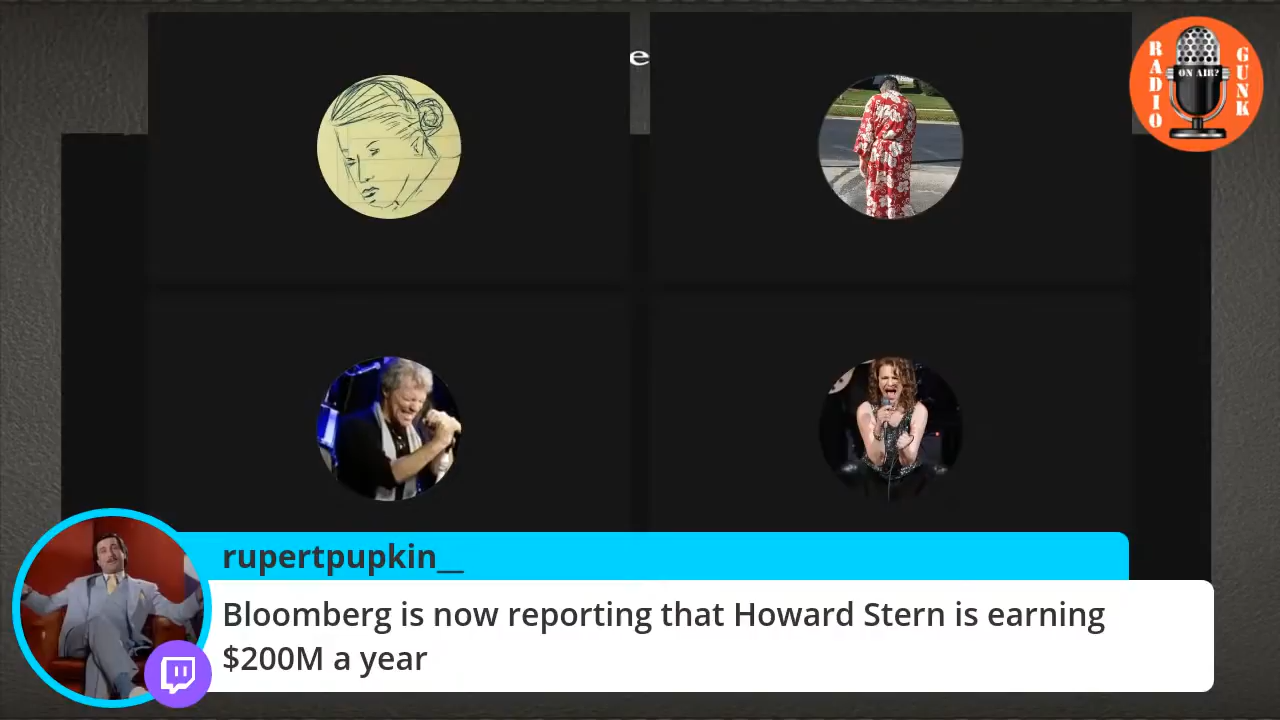 e
RADIO
ON AIR?
GUNK
rupertpupkin__
Bloomberg is now reporting that Howard Stern is earning
$200M a year